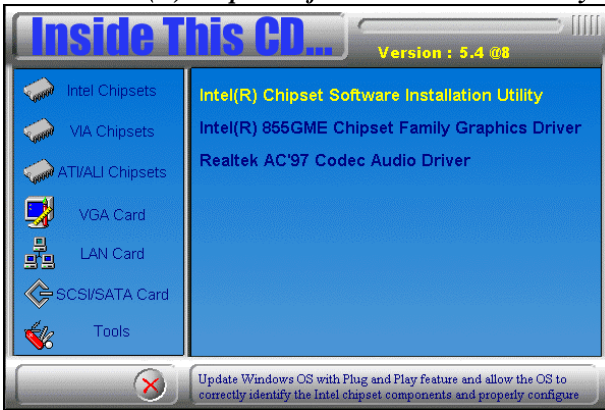 Inside This CD...
Version : 5.4 @8
Intel Chipsets
VIA Chipsets
ATI/ALI Chipsets
VGA Card
LAN Card
SCSI/SATA Card
Tools
Intel(R) Chipset Software Installation Utility
Intel(R) 855GME Chipset Family Graphics Driver
Realtek AC'97 Codec Audio Driver
Update Windows OS with Plug and Play feature and allow the OS to
correctly identify the Intel chipset components and properly configure